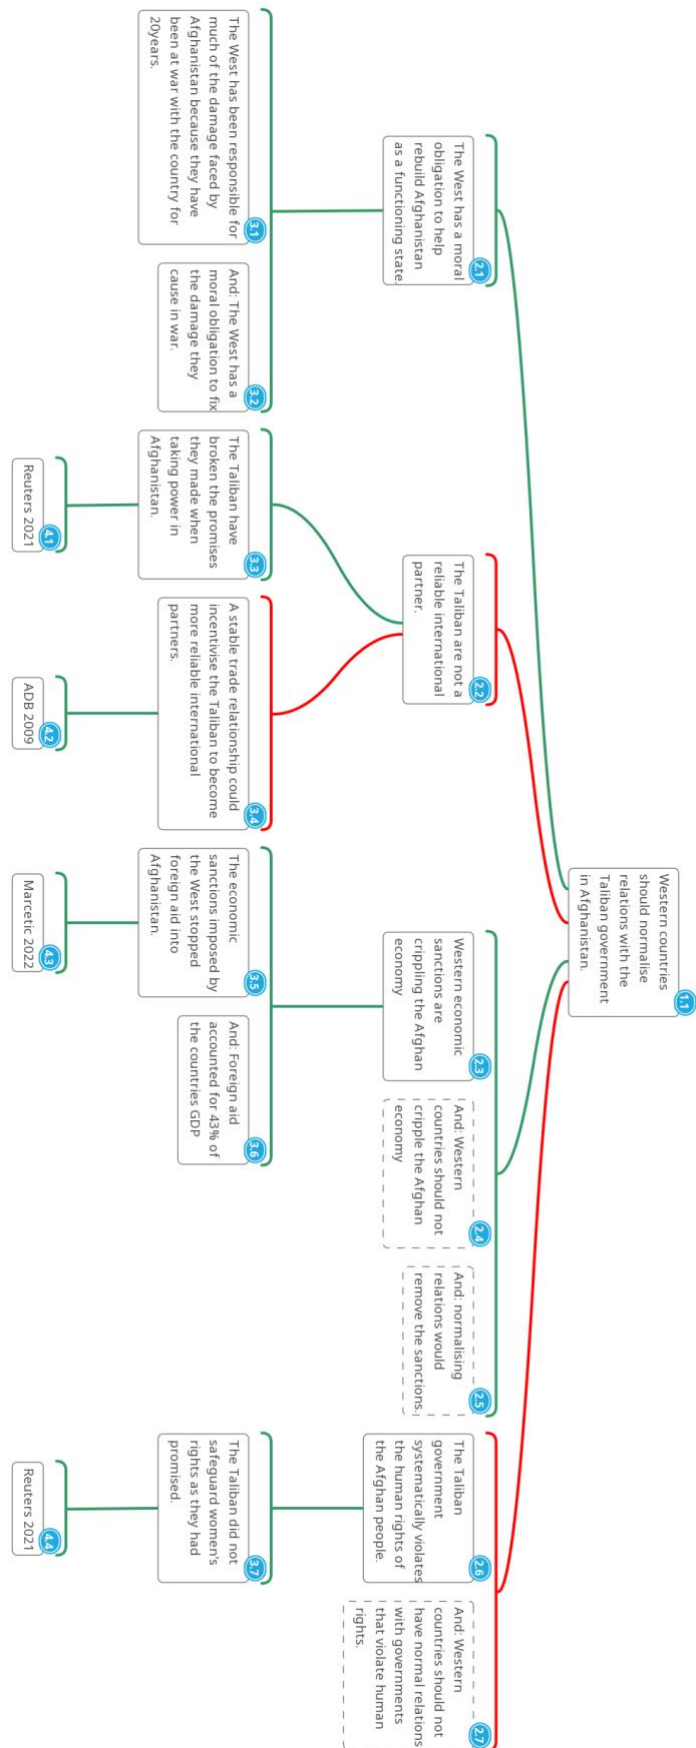 1.1
Western countries
should normalise
relations with the
Taliban government
in Afghanistan.
2.1
The West has a moral
obligation to help
rebuild Afghanistan
as a functioning state.
2.2
The Taliban are not a
reliable international
partner.
2.3
Western economic
sanctions are
crippling the Afghan
economy
2.4
And: Western
countries should not
cripple the Afghan
economy
2.5
And: normalising
relations would
remove the sanctions.
2.6
The Taliban
government
systematically violates
the human rights of
the Afghan people.
2.7
And: Western
countries should not
have normal relations
with governments
that violate human
rights.
3.1
The West has been responsible for
much of the damage faced by
Afghanistan because they have
been at war with the country for
20years.
3.2
And: The West has a
moral obligation to fix
the damage they
cause in war.
3.3
The Taliban have
broken the promises
they made when
taking power in
Afghanistan.
3.4
A stable trade relationship could
incentivise the Taliban to become
more reliable international
partners.
3.5
The economic
sanctions imposed by
the West stopped
foreign aid into
Afghanistan.
3.6
And: Foreign aid
accounted for 43% of
the countries GDP
3.7
The Taliban did not
safeguard women's
rights as they had
promised.
4.1
Reuters 2021
4.2
ADB 2009
4.3
Marcetic 2022
4.4
Reuters 2021